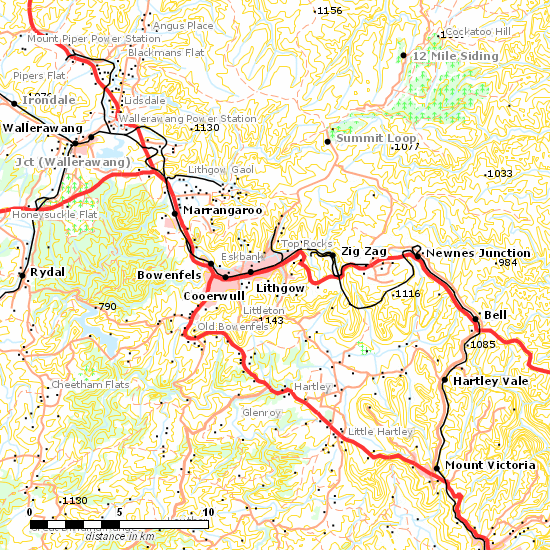 1156
Angus Place
Cockatoo Hill
Mount Piper Power Station
Blackmans Flat
12 Mile Siding
Pipers Flat
Irondale
Lidsdale
Wallerawang Power Station
Wallerawang
1130
Summit Loop
1077
Jct (Wallerawang)
Lithgow Gaol
1033
Honeysuckle Flat
Marrangaroo
Top Rocks
Zig Zag
Newnes Junction
Eskbank
984
Rydal
Bowenfels
Lithgow
Cooerwull
1116
790
Littleton
1143
Bell
Old Bowenfels
1085
Cheetham Flats
Hartley
Hartley Vale
Glenroy
Little Hartley
Mount Victoria
1130
0 5 10
distance in km